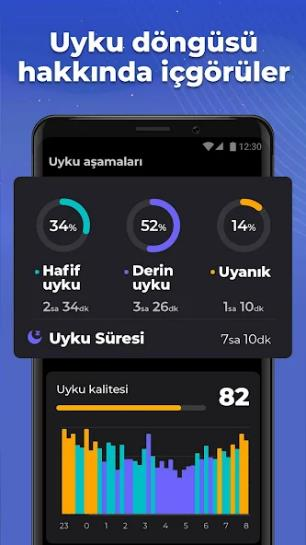 Uyku döngüsü
hakkında içgörüler
12:30
Uyku aşamaları
34% 52% 14%
Hafif uyku
Derin uyku
Uyanık
2sa 34dk 3sa 26dk 1sa 10dk
Uyku Süresi 7sa 10dk
Uyku kalitesi 82
23 0 1 2 3 4 5 6 7 8